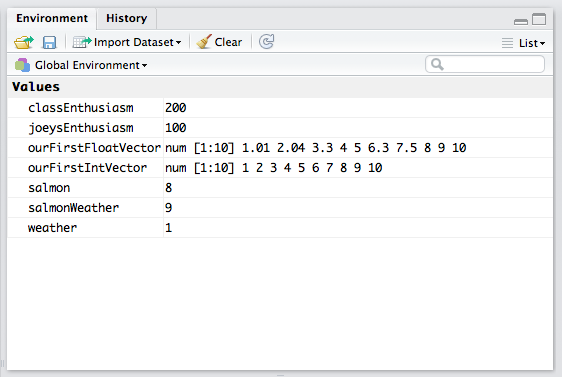 Environment History
Import Dataset Clear List
Global Environment
Values
classEnthusiasm 200
joeysEnthusiasm 100
ourFirstFloatVector num [1:10] 1.01 2.04 3.3 4 5 6.3 7.5 8 9 10
ourFirstIntVector num [1:10] 1 2 3 4 5 6 7 8 9 10
salmon 8
salmonWeather 9
weather 1